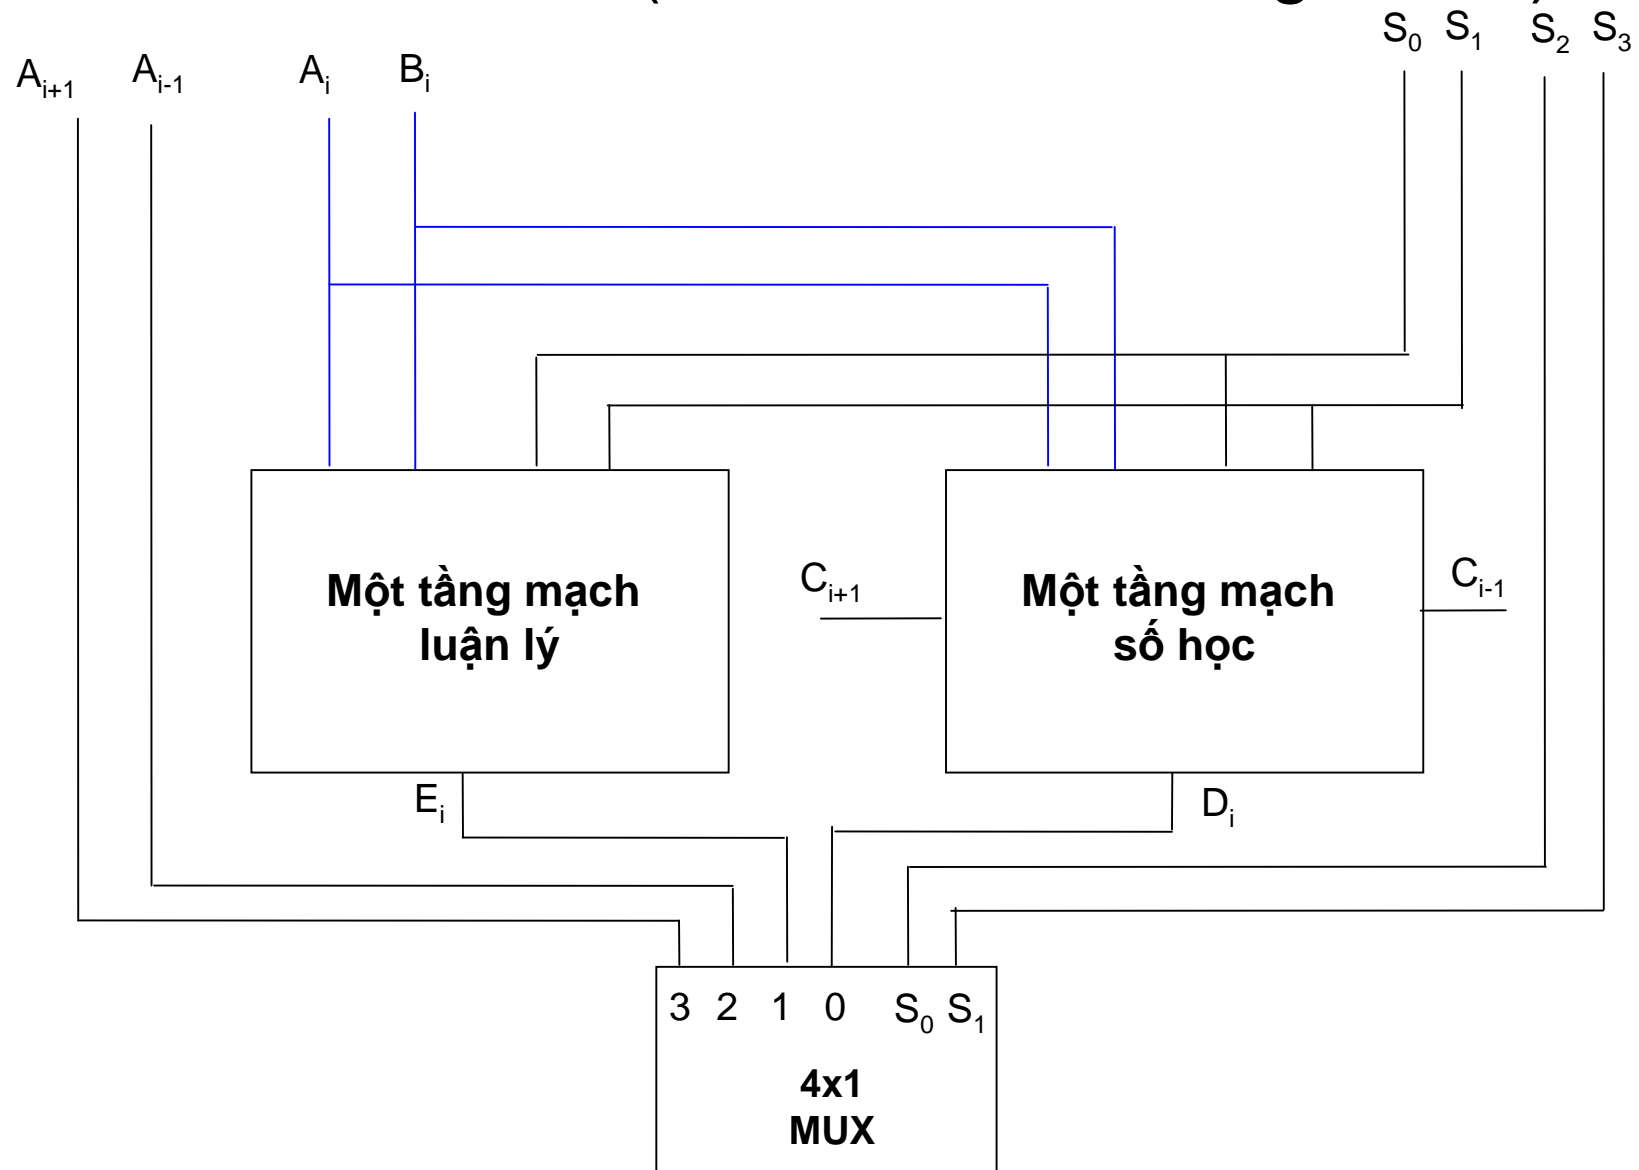 ( g )
S0 S1 S2 S3
Ai+1 Ai-1 Ai Bi
Một tầng mạch
luận lý
Ci+1
Một tầng mạch
số học
Ci-1
Ei
Di
3 2 1 0 S0 S1
4x1
MUX